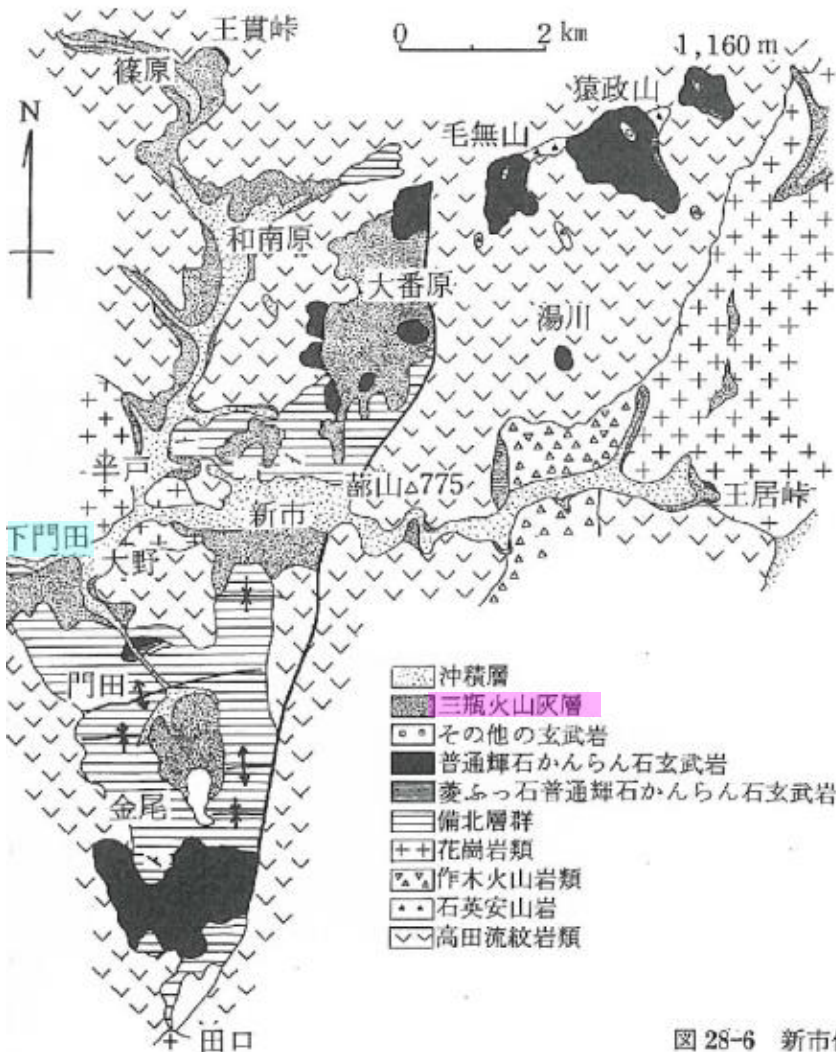 王貫峠
篠原
0 2 km
1,160 m
猿政山
毛無山
N
和南原
大番原
湯川
半戸
蔀山△775
新市
王居峠
下門田
大野
門田
金尾
田口
沖積層
三瓶火山灰層
その他の玄武岩
普通輝石かんらん石玄武岩
菱ふっ石普通輝石かんらん石玄武岩
備北層群
花崗岩類
作木火山岩類
石英安山岩
高田流紋岩類
図 28-6 新市